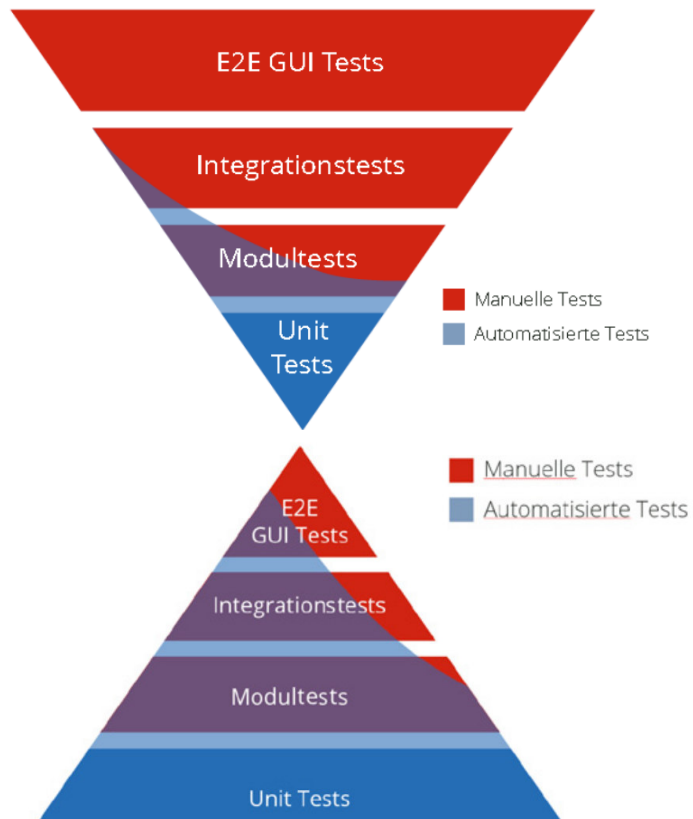 E2E GUI Tests
Integrationstests
Modultests
Unit
Tests
Manuelle Tests
Automatisierte Tests
E2E
GUI Tests
Manuelle Tests
Automatisierte Tests
Integrationstests
Modultests
Unit Tests